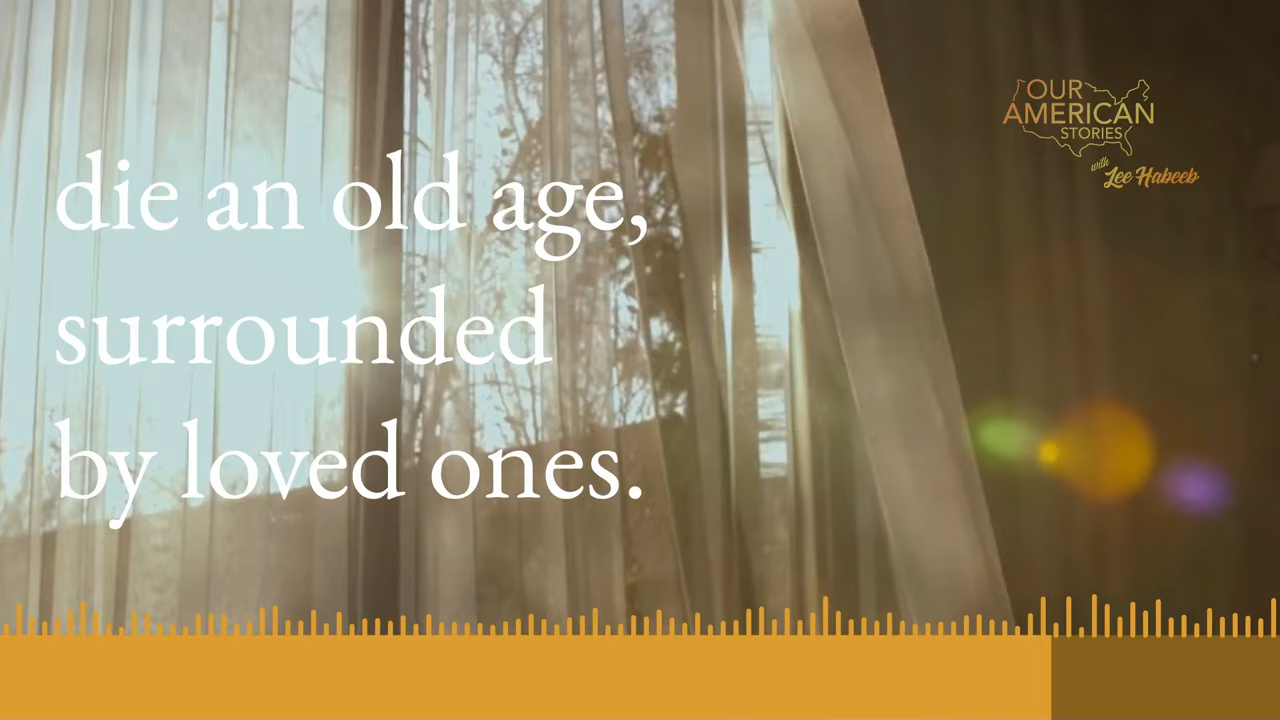 die an old age,
surrounded
by loved ones.
OUR
AMERICAN
STORIES
with
Lee Habeeb